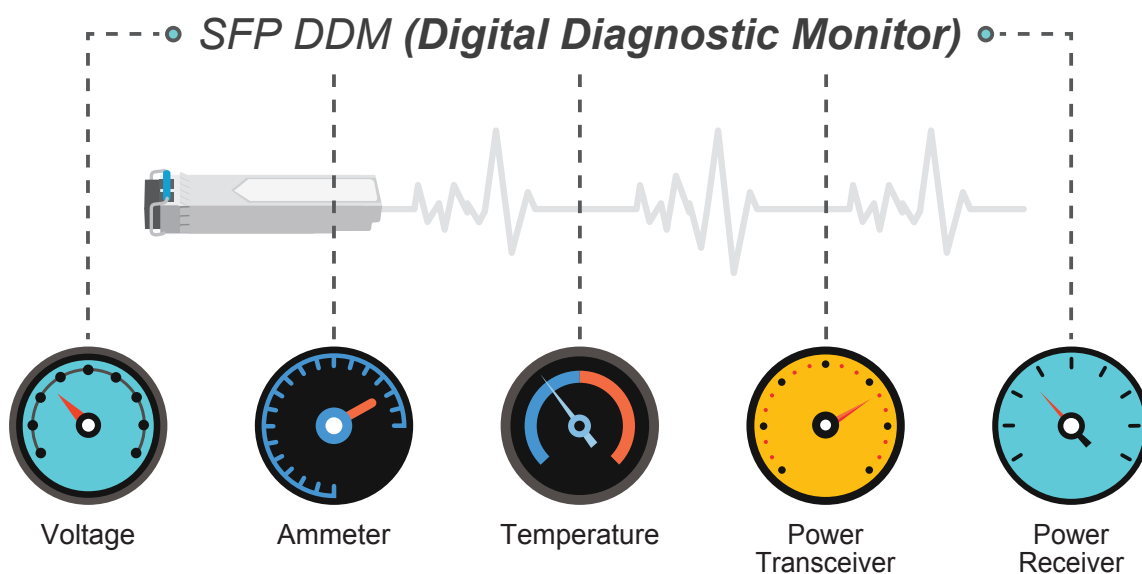 SFP DDM (Digital Diagnostic Monitor)
Voltage
Ammeter
Temperature
Power
Transceiver
Power
Receiver